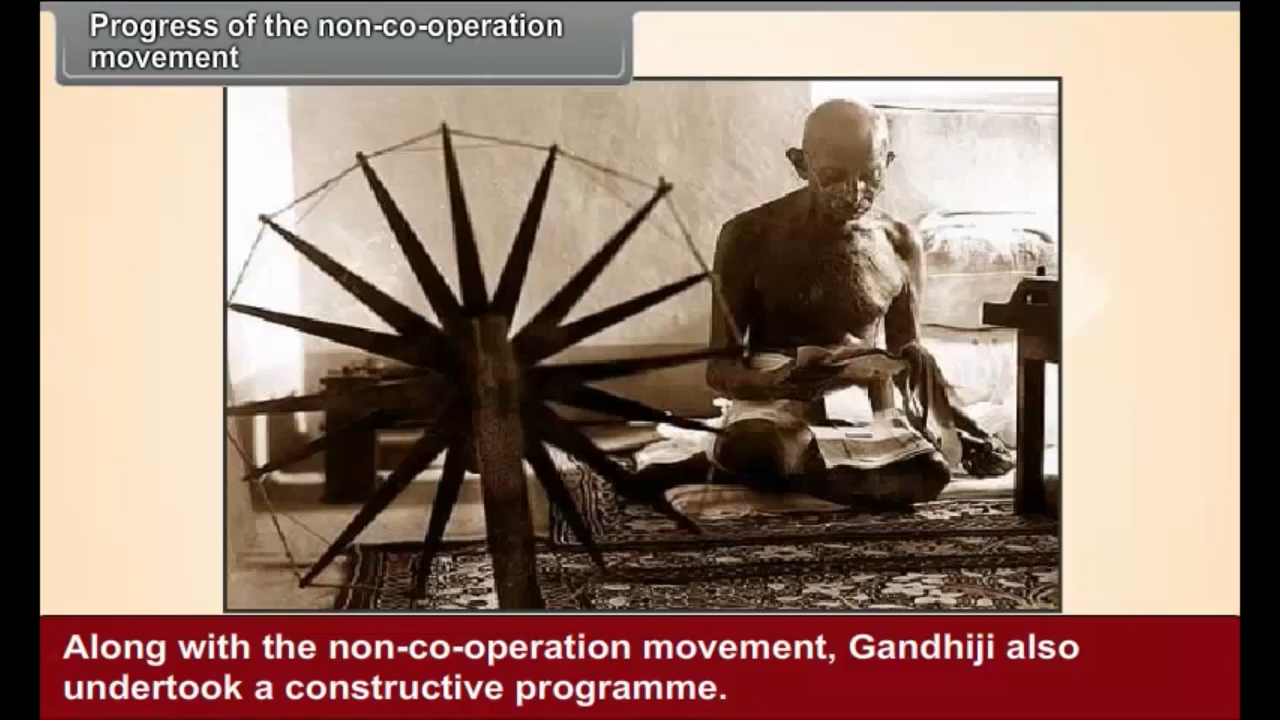 Progress of the non-co-operation
movement
Along with the non-co-operation movement, Gandhiji also
undertook a constructive programme.